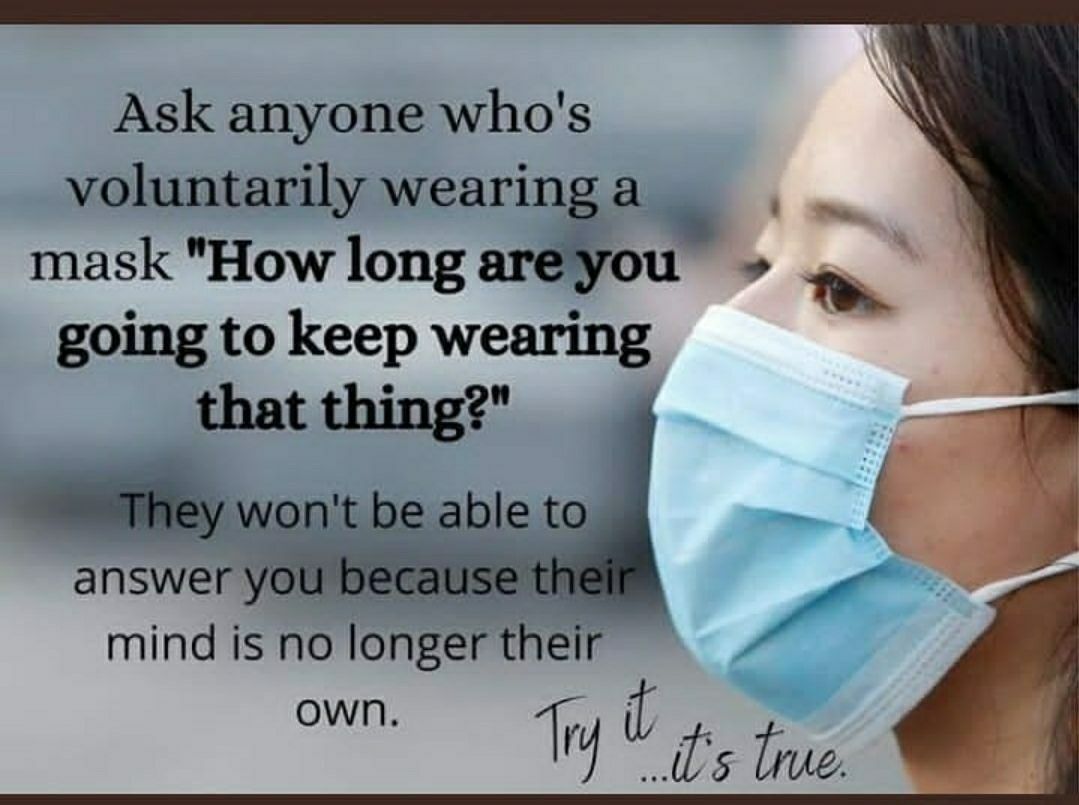 Ask anyone who's
voluntarily wearing a
mask "How long are you
going to keep wearing
that thing?"
They won't be able to
answer you because their
mind is no longer their
own.
Try it
...it's true.